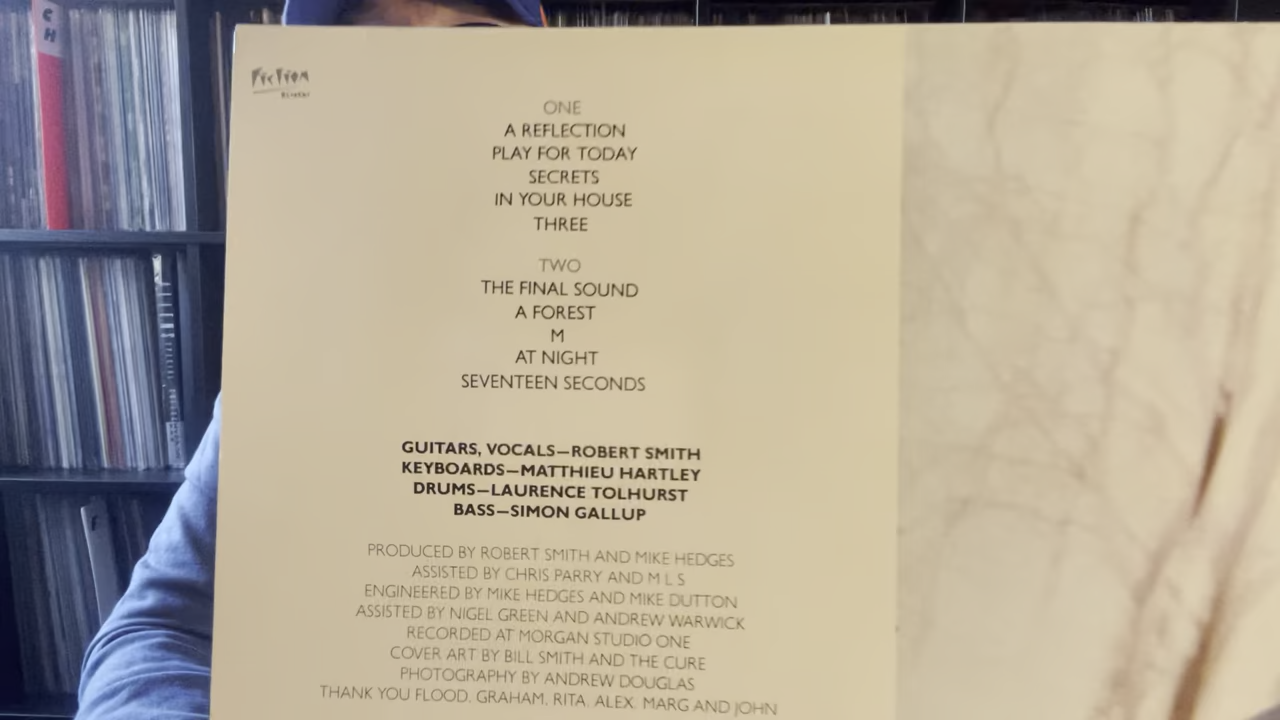 C
H
Fiction
Records
ONE
A REFLECTION
PLAY FOR TODAY
SECRETS
IN YOUR HOUSE
THREE
TWO
THE FINAL SOUND
A FOREST
M
AT NIGHT
SEVENTEEN SECONDS
GUITARS, VOCALS—ROBERT SMITH
KEYBOARDS—MATTHIEU HARTLEY
DRUMS—LAURENCE TOLHURST
BASS—SIMON GALLUP
PRODUCED BY ROBERT SMITH AND MIKE HEDGES
ASSISTED BY CHRIS PARRY AND M L S
ENGINEERED BY MIKE HEDGES AND MIKE DUTTON
ASSISTED BY NIGEL GREEN AND ANDREW WARWICK
RECORDED AT MORGAN STUDIO ONE
COVER ART BY BILL SMITH AND THE CURE
PHOTOGRAPHY BY ANDREW DOUGLAS
THANK YOU FLOOD, GRAHAM, RITA, ALEX, MARG AND JOHN